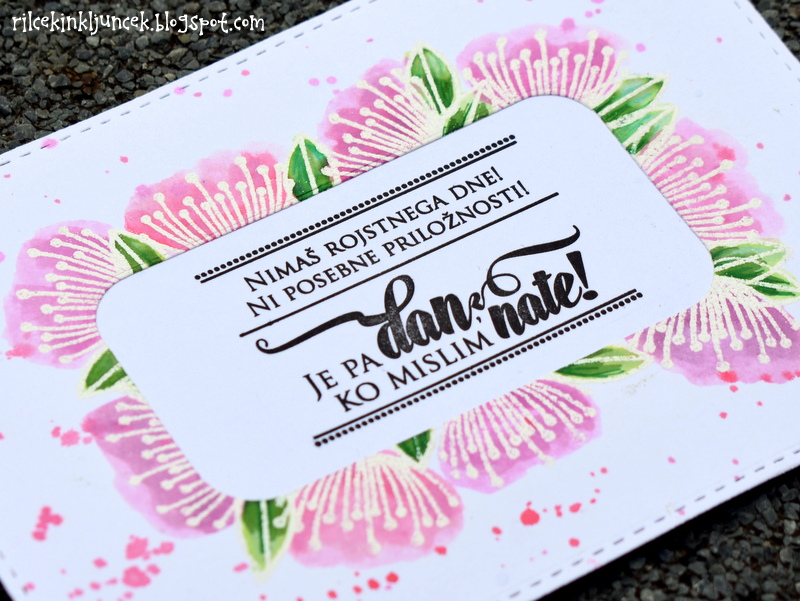 rilcekinkljuncek.blogspot.com
NIMAŠ ROJSTNEGA DNE!
NI POSEBNE PRILOŽNOSTI!
JE PA dan,
KO MISLIM nate!